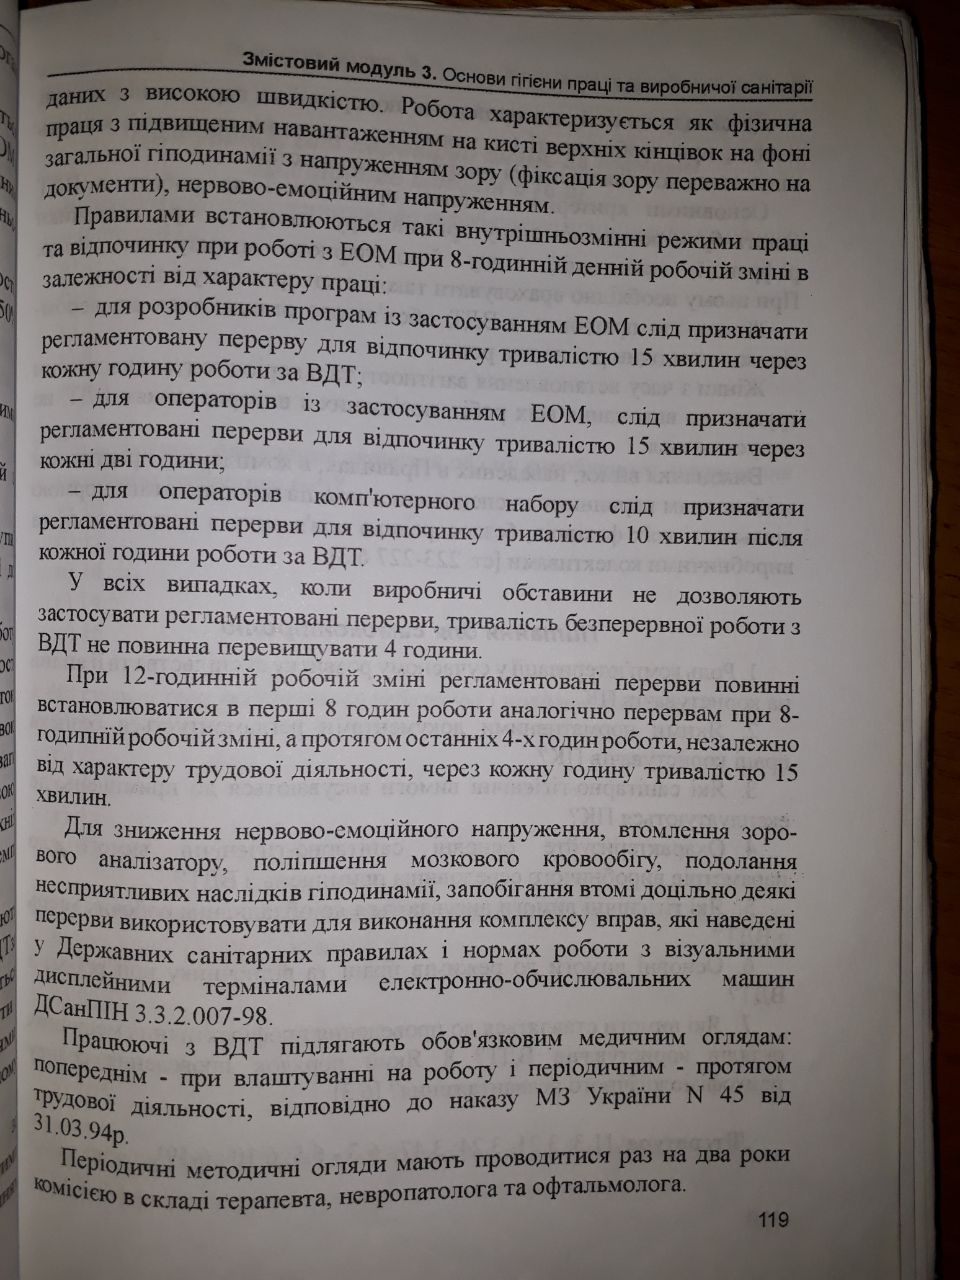 Змістовий модуль 3. Основи гігієни праці та виробничої санітарії
даних з високою швидкістю. Робота характеризується як фізична
праця з підвищеним навантаженням на кисті верхніх кінцівок на фоні
загальної гіподинамії з напруженням зору (фіксація зору переважно на
документи), нервово-емоційним напруженням.
Правилами встановлюються такі внутрішньозмінні режими праці
та відпочинку при роботі з ЕОМ при 8-годинній денній робочій зміні в
залежності від характеру праці:
– для розробників програм із застосуванням ЕОМ слід призначати
регламентовану перерву для відпочинку тривалістю 15 хвилин через
кожну годину роботи за ВДТ;
– для операторів із застосуванням ЕОМ, слід призначати
регламентовані перерви для відпочинку тривалістю 15 хвилин через
кожні дві години;
– для операторів комп'ютерного набору слід призначати
регламентовані перерви для відпочинку тривалістю 10 хвилин після
кожної години роботи за ВДТ.
У всіх випадках, коли виробничі обставини не дозволяють
застосувати регламентовані перерви, тривалість безперервної роботи з
ВДТ не повинна перевищувати 4 години.
При 12-годинній робочій зміні регламентовані перерви повинні
встановлюватися в перші 8 годин роботи аналогічно перервам при 8-
годипнїй робочій зміні, а протягом останніх 4-х годин роботи, незалежно
від характеру трудової діяльності, через кожну годину тривалістю 15
хвилин.
Для зниження нервово-емоційного напруження, втомлення зоро-
вого аналізатору, поліпшення мозкового кровообігу, подолання
несприятливих наслідків гіподинамії, запобігання втомі доцільно деякі
перерви використовувати для виконання комплексу вправ, які наведені
у Державних санітарних правилах і нормах роботи з візуальними
дисплейними терміналами електронно-обчислювальних машин
ДСанПІН 3.3.2.007-98.
Працюючі з ВДТ підлягають обов'язковим медичним оглядам:
попереднім - при влаштуванні на роботу і періодичним - протягом
трудової діяльності, відповідно до наказу МЗ України N 45 від
31.03.94р.
Періодичні методичні огляди мають проводитися раз на два роки
комісією в складі терапевта, невропатолога та офтальмолога.
119